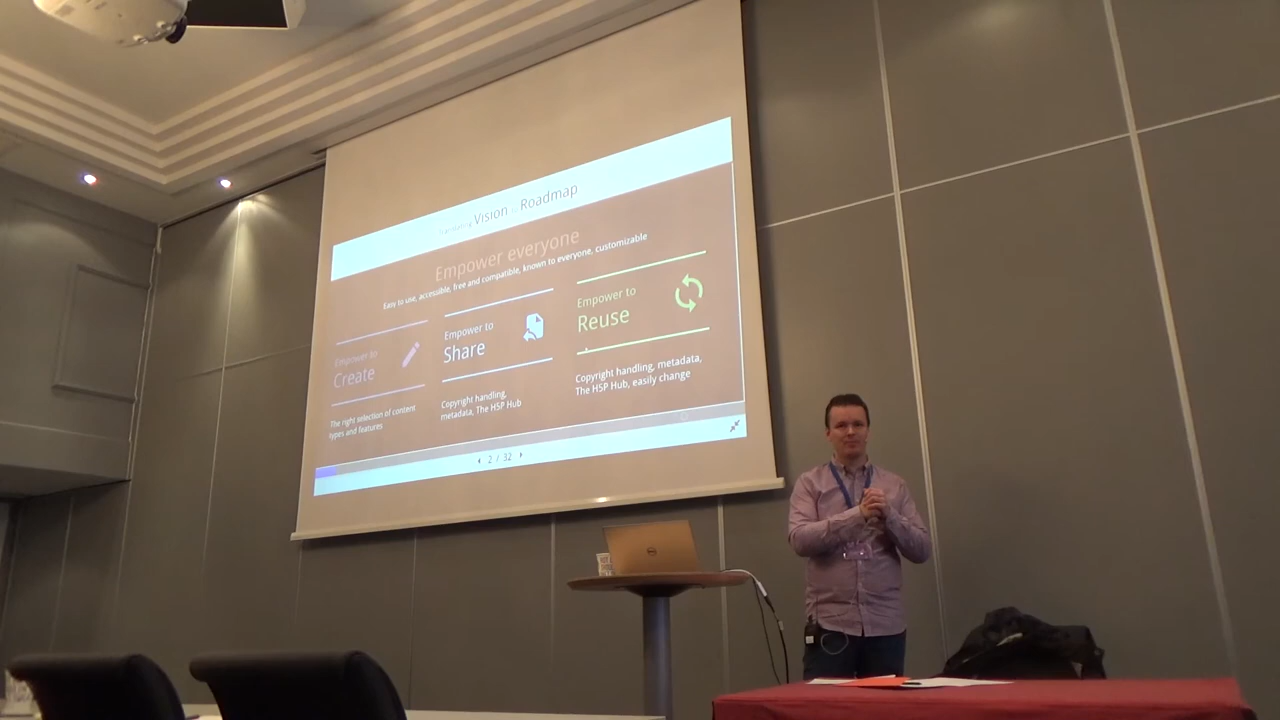 Vision Roadmap
Empower everyone
Easy to use, accessible, free and compatible, known to everyone, customizable
Empower to
Create
The right selection of content
types and features
Empower to
Share
Copyright handling,
metadata, The H5P Hub
Empower to
Reuse
Copyright handling, metadata,
The H5P Hub, easily change
2 / 32
DELL